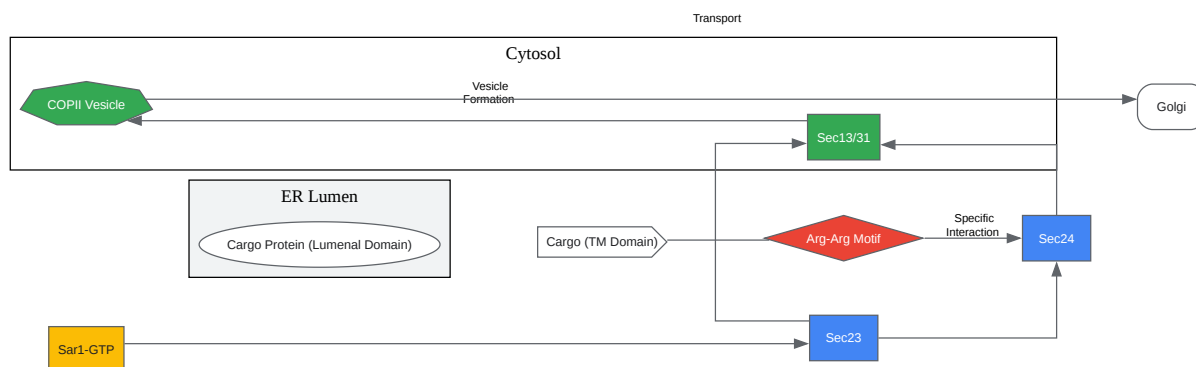 Transport
Cytosol
COPII Vesicle
Vesicle
Formation
Golgi
Sec13/31
ER Lumen
Cargo Protein (Lumenal Domain)
Cargo (TM Domain)
Arg-Arg Motif
Specific
Interaction
Sec24
Sar1-GTP
Sec23